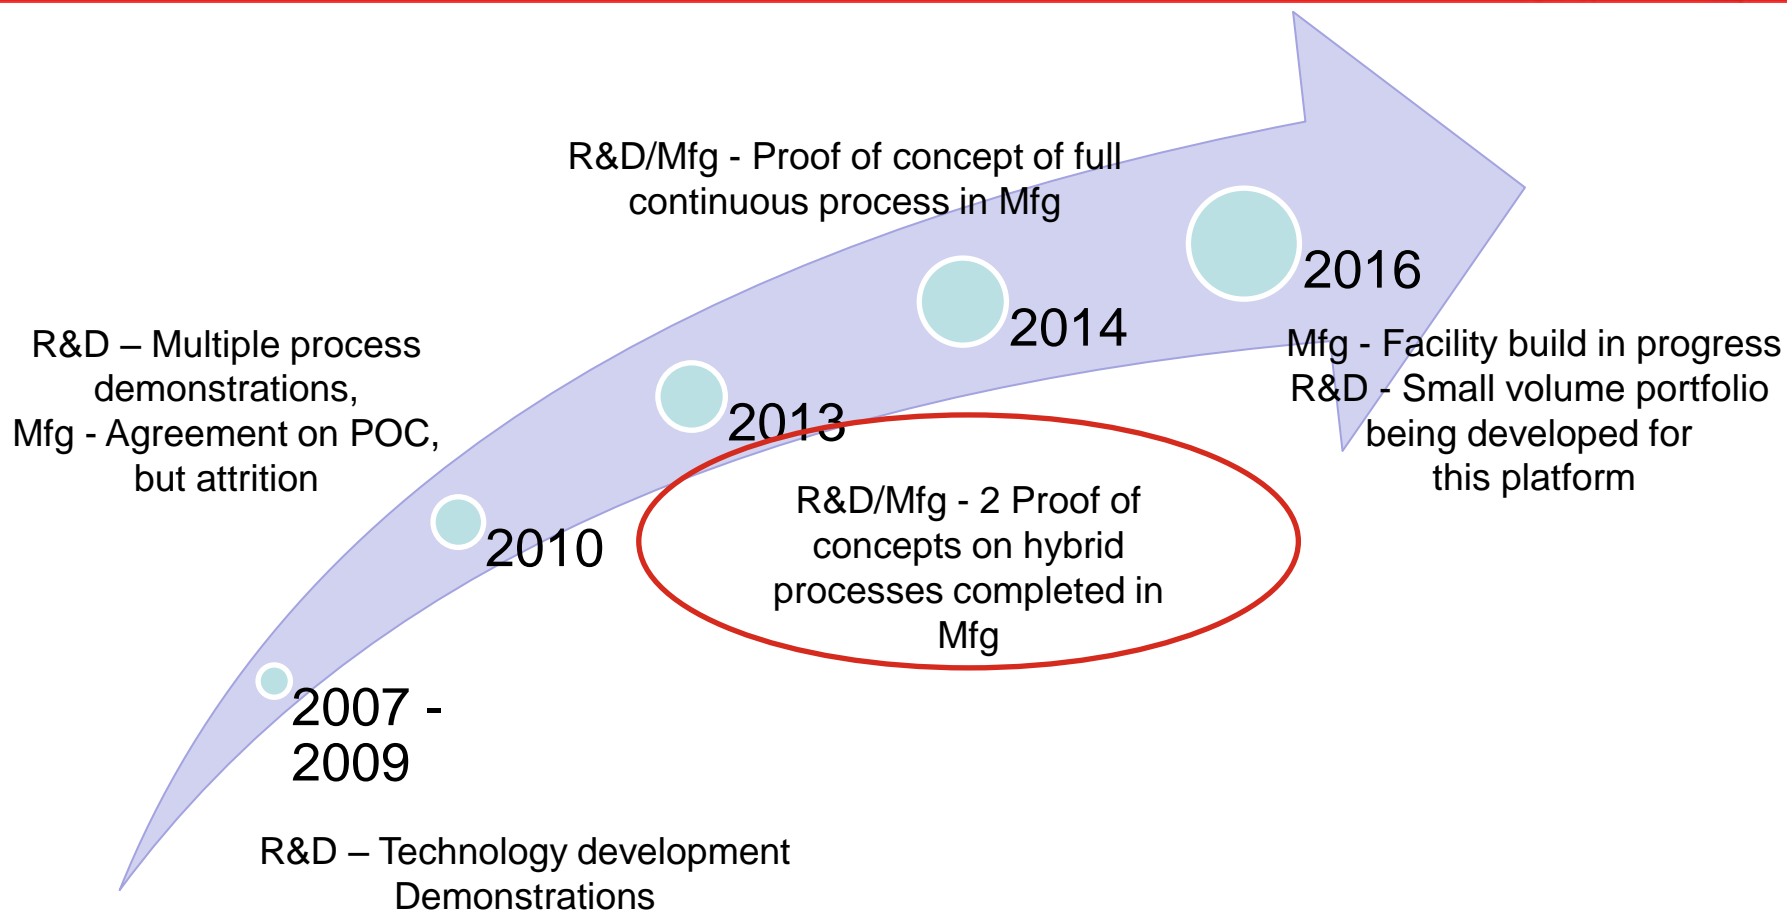 R&D/Mfg - Proof of concept of full
continuous process in Mfg
2016
2014
R&D – Multiple process
demonstrations,
Mfg - Agreement on POC,
but attrition
Mfg - Facility build in progress
R&D - Small volume portfolio
being developed for
this platform
2013
R&D/Mfg - 2 Proof of
concepts on hybrid
processes completed in
Mfg
2010
2007 -
2009
R&D – Technology development
Demonstrations